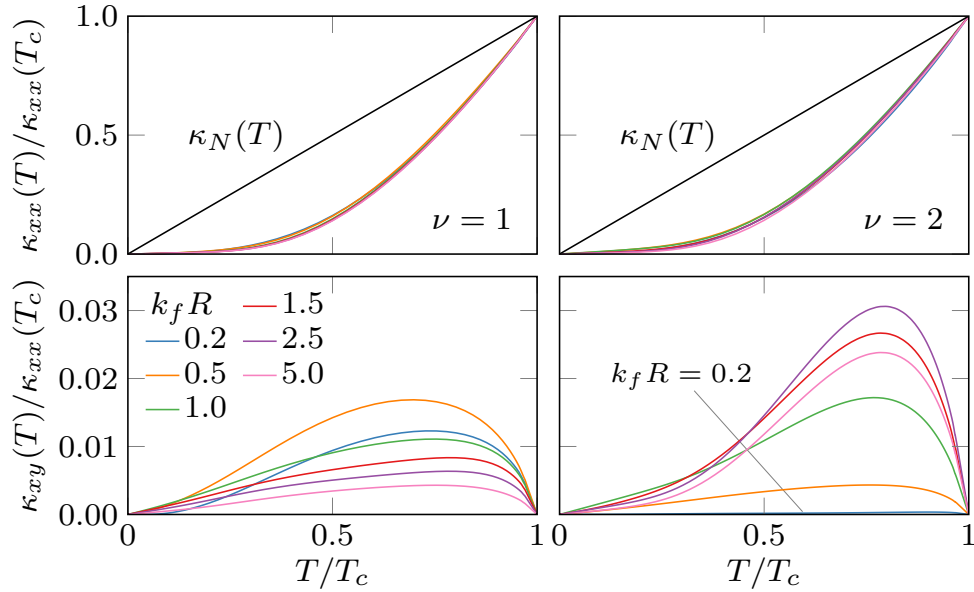 κ_xx(T)/κ_xx(T_c)
1.0
0.5
0.0
κ_N(T)
ν = 1
κ_N(T)
ν = 2
κ_xy(T)/κ_xx(T_c)
0.03
0.02
0.01
0.00
k_f R
0.2
0.5
1.0
1.5
2.5
5.0
k_f R = 0.2
0
0.5
1
0
0.5
1
T/T_c
T/T_c